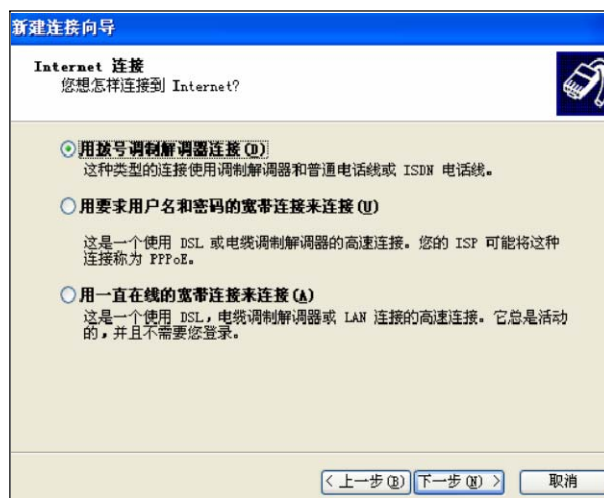 新建连接向导
Internet 连接
您想怎样连接到 Internet?
用拨号调制解调器连接(D)
这种类型的连接使用调制解调器和普通电话线或 ISDN 电话线。
用要求用户名和密码的宽带连接来连接(U)
这是一个使用 DSL 或电缆调制解调器的高速连接。您的 ISP 可能将这种
连接称为 PPPoE。
用一直在线的宽带连接来连接(A)
这是一个使用 DSL,电缆调制解调器或 LAN 连接的高速连接。它总是活动
的,并且不需要您登录。
< 上一步(B) 下一步(N) > 取消